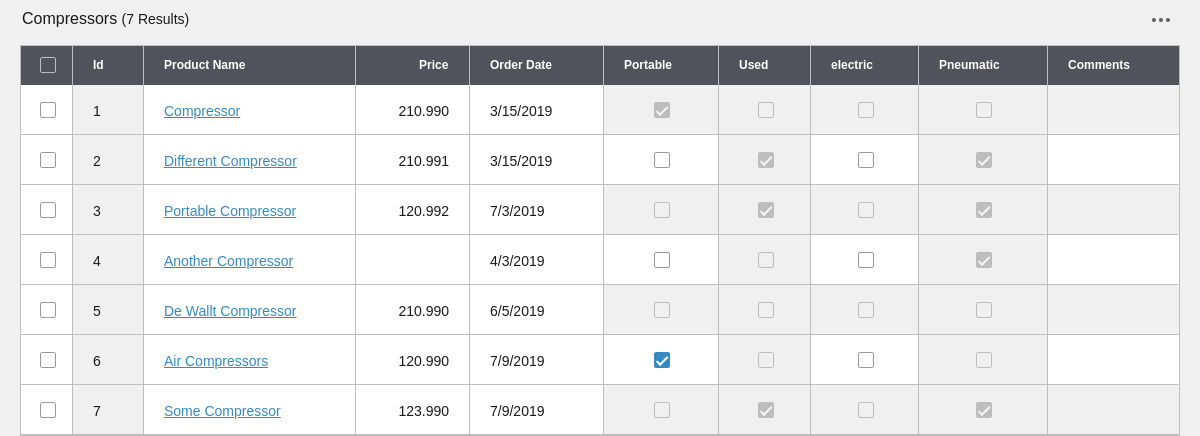 Compressors (7 Results)
Id Product Name Price Order Date Portable Used electric Pneumatic Comments
1 Compressor 210.990 3/15/2019
2 Different Compressor 210.991 3/15/2019
3 Portable Compressor 120.992 7/3/2019
4 Another Compressor 4/3/2019
5 De Wallt Compressor 210.990 6/5/2019
6 Air Compressors 120.990 7/9/2019
7 Some Compressor 123.990 7/9/2019